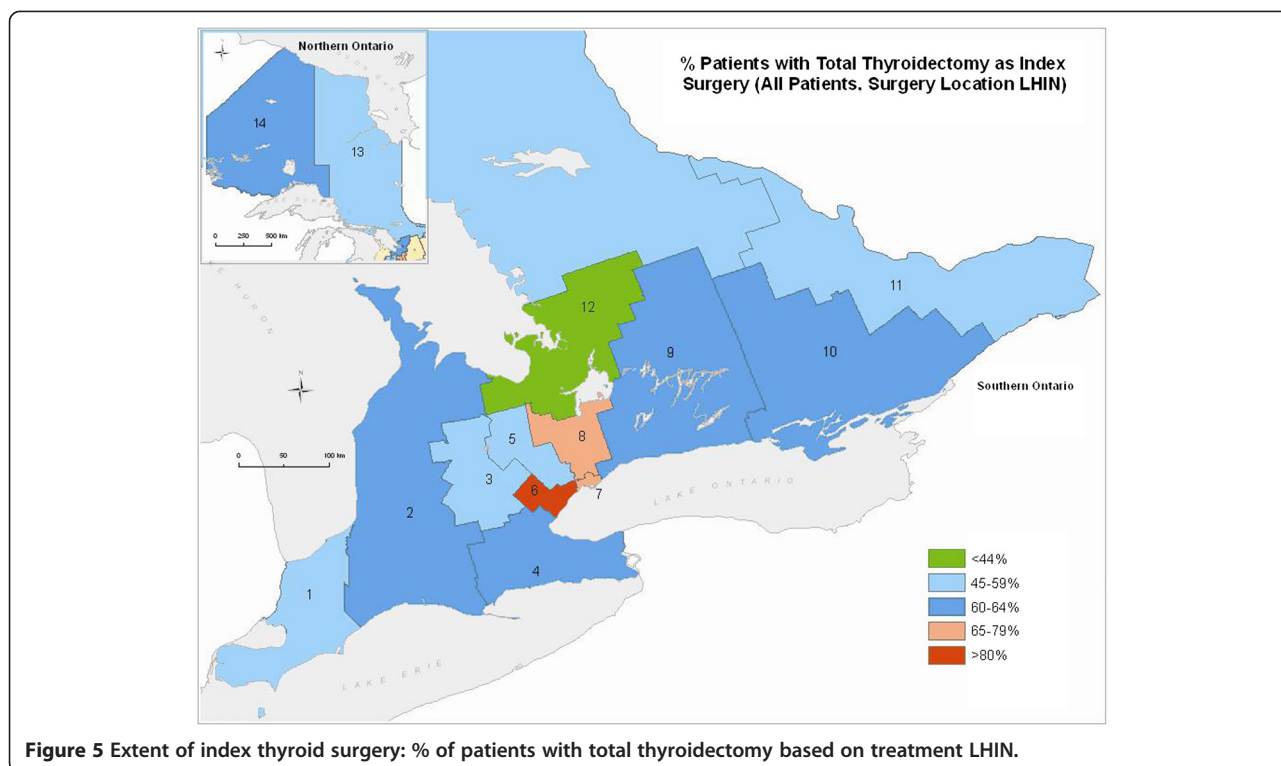 Northern Ontario
% Patients with Total Thyroidectomy as Index
Surgery (All Patients, Surgery Location LHIN)
14
13
0 250 500 km
N
12
11
9
10
Southern Ontario
5
8
3
6
7
2
LAKE ONTARIO
0 50 100 km
4
1
LAKE ERIE
<44%
45-59%
60-64%
65-79%
>80%
Figure 5 Extent of index thyroid surgery: % of patients with total thyroidectomy based on treatment LHIN.